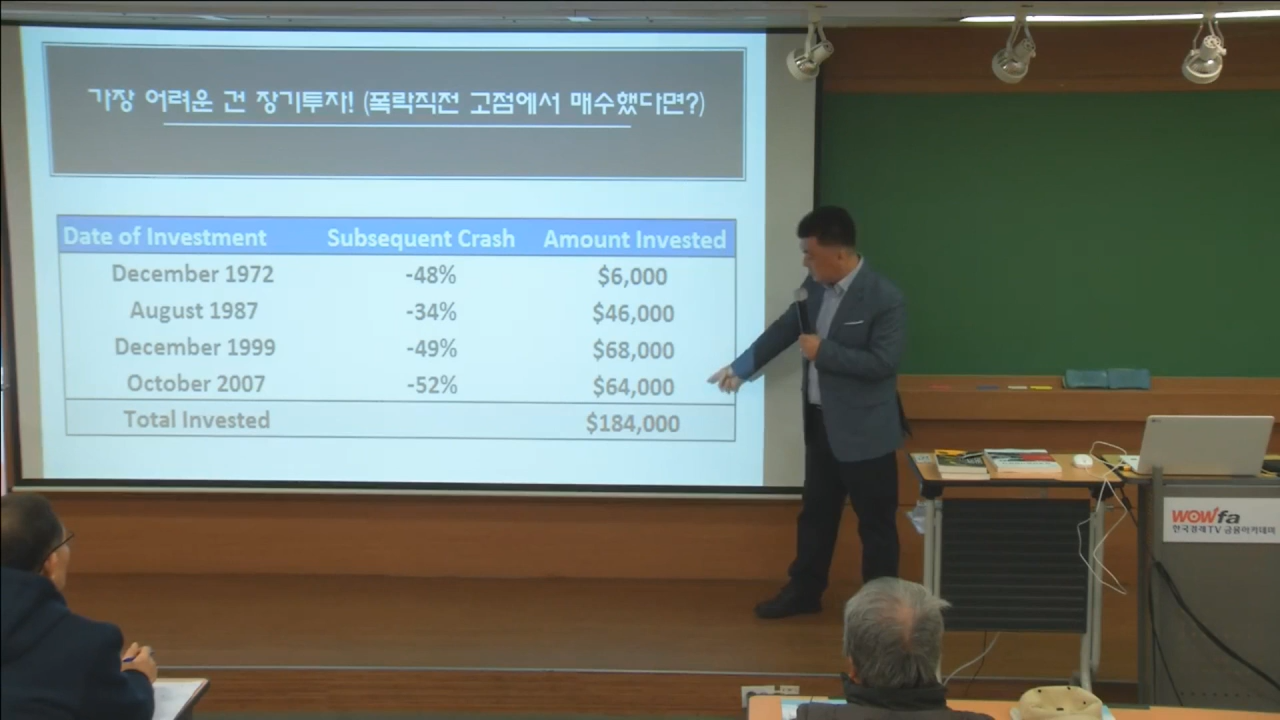 가장 어려운 건 장기투자! (폭락직전 고점에서 매수했다면?)
Date of Investment Subsequent Crash Amount Invested
December 1972 -48% $6,000
August 1987 -34% $46,000
December 1999 -49% $68,000
October 2007 -52% $64,000
Total Invested $184,000
WOWfa
한국경제TV 금융아카데미